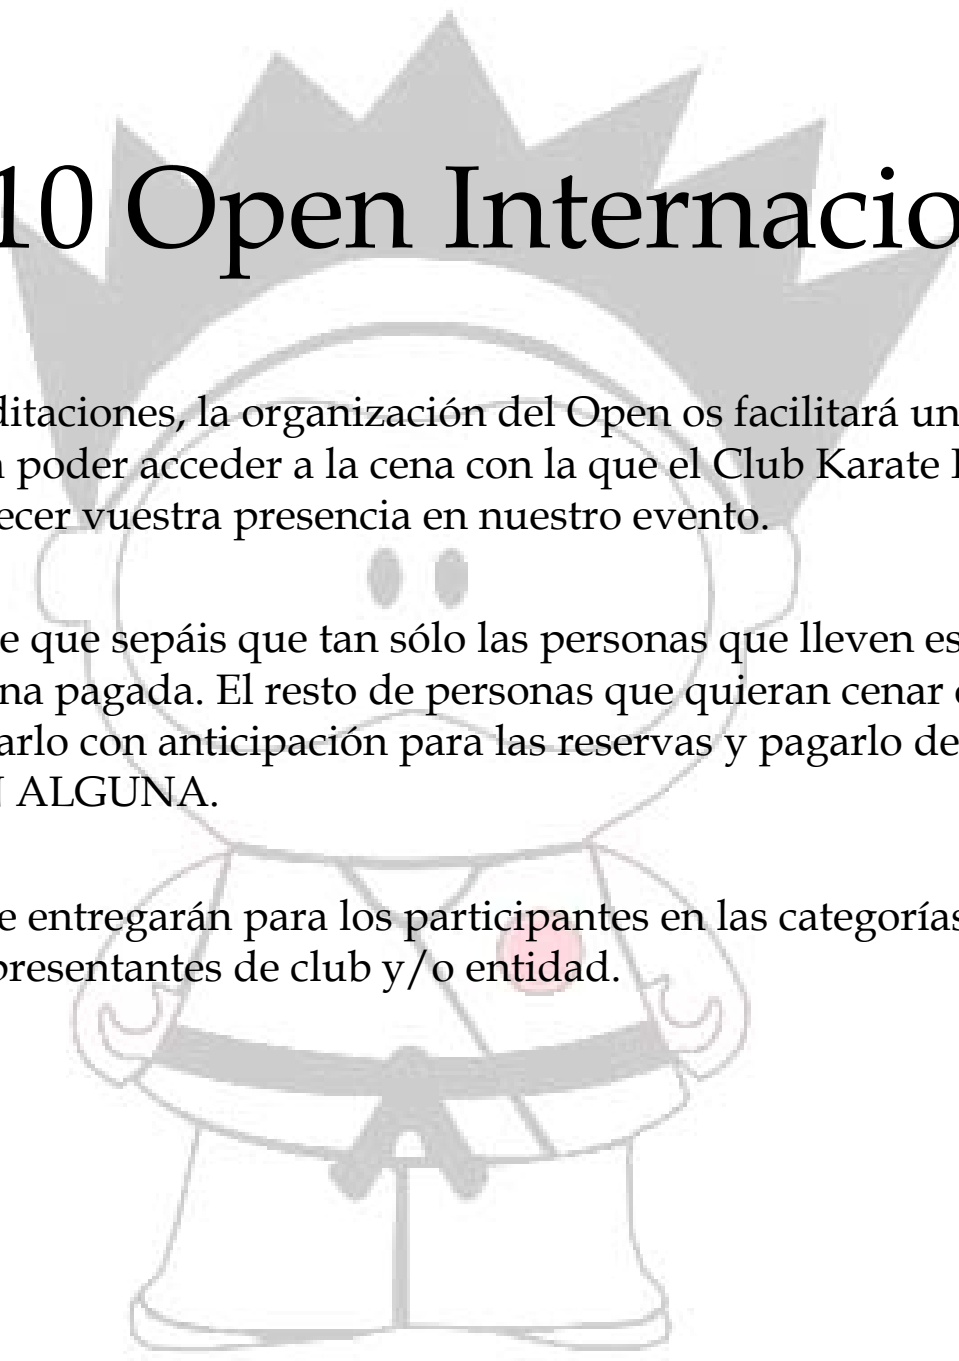 10 Open Internacio
ditaciones, la organización del Open os facilitará un
poder acceder a la cena con la que el Club Karate
ecer vuestra presencia en nuestro evento.
e que sepáis que tan sólo las personas que lleven es
na pagada. El resto de personas que quieran cenar
arlo con anticipación para las reservas y pagarlo de
ALGUNA.
e entregarán para los participantes en las categorías
presentantes de club y/o entidad.